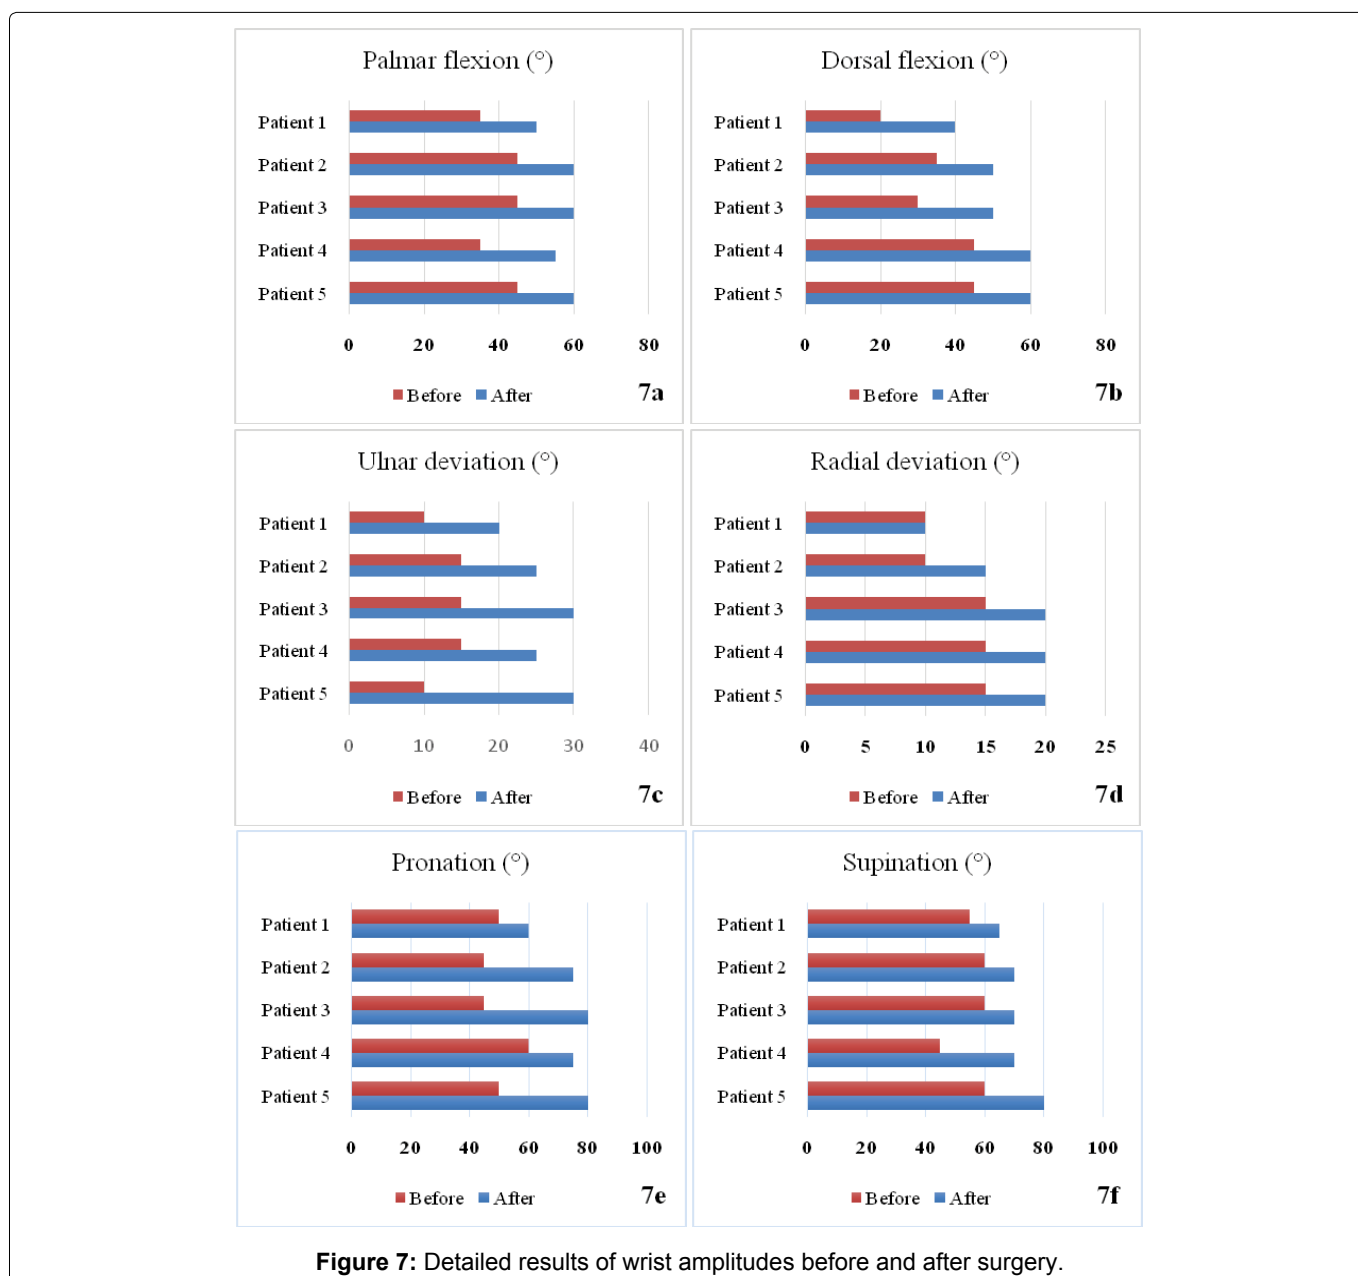 Palmar flexion (°)
Patient 1
Patient 2
Patient 3
Patient 4
Patient 5
0 20 40 60 80
Before After 7a
Dorsal flexion (°)
Patient 1
Patient 2
Patient 3
Patient 4
Patient 5
0 20 40 60 80
Before After 7b
Ulnar deviation (°)
Patient 1
Patient 2
Patient 3
Patient 4
Patient 5
0 10 20 30 40
Before After 7c
Radial deviation (°)
Patient 1
Patient 2
Patient 3
Patient 4
Patient 5
0 5 10 15 20 25
Before After 7d
Pronation (°)
Patient 1
Patient 2
Patient 3
Patient 4
Patient 5
0 20 40 60 80 100
Before After 7e
Supination (°)
Patient 1
Patient 2
Patient 3
Patient 4
Patient 5
0 20 40 60 80 100
Before After 7f
Figure 7: Detailed results of wrist amplitudes before and after surgery.